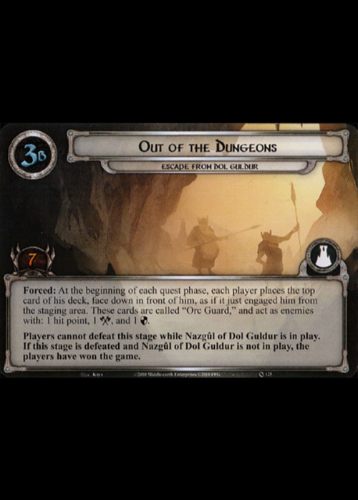 3B
OUT OF THE DUNGEONS
ESCAPE FROM DOL GULDUR
7
Forced: At the beginning of each quest phase, each player places the top
card of his deck, face down in front of him, as if it just engaged him from
the staging area. These cards are called "Orc Guard," and act as enemies
with: 1 hit point, 1 , and 1 .
Players cannot defeat this stage while Nazgûl of Dol Guldur is in play.
If this stage is defeated and Nazgûl of Dol Guldur is not in play, the
players have won the game.